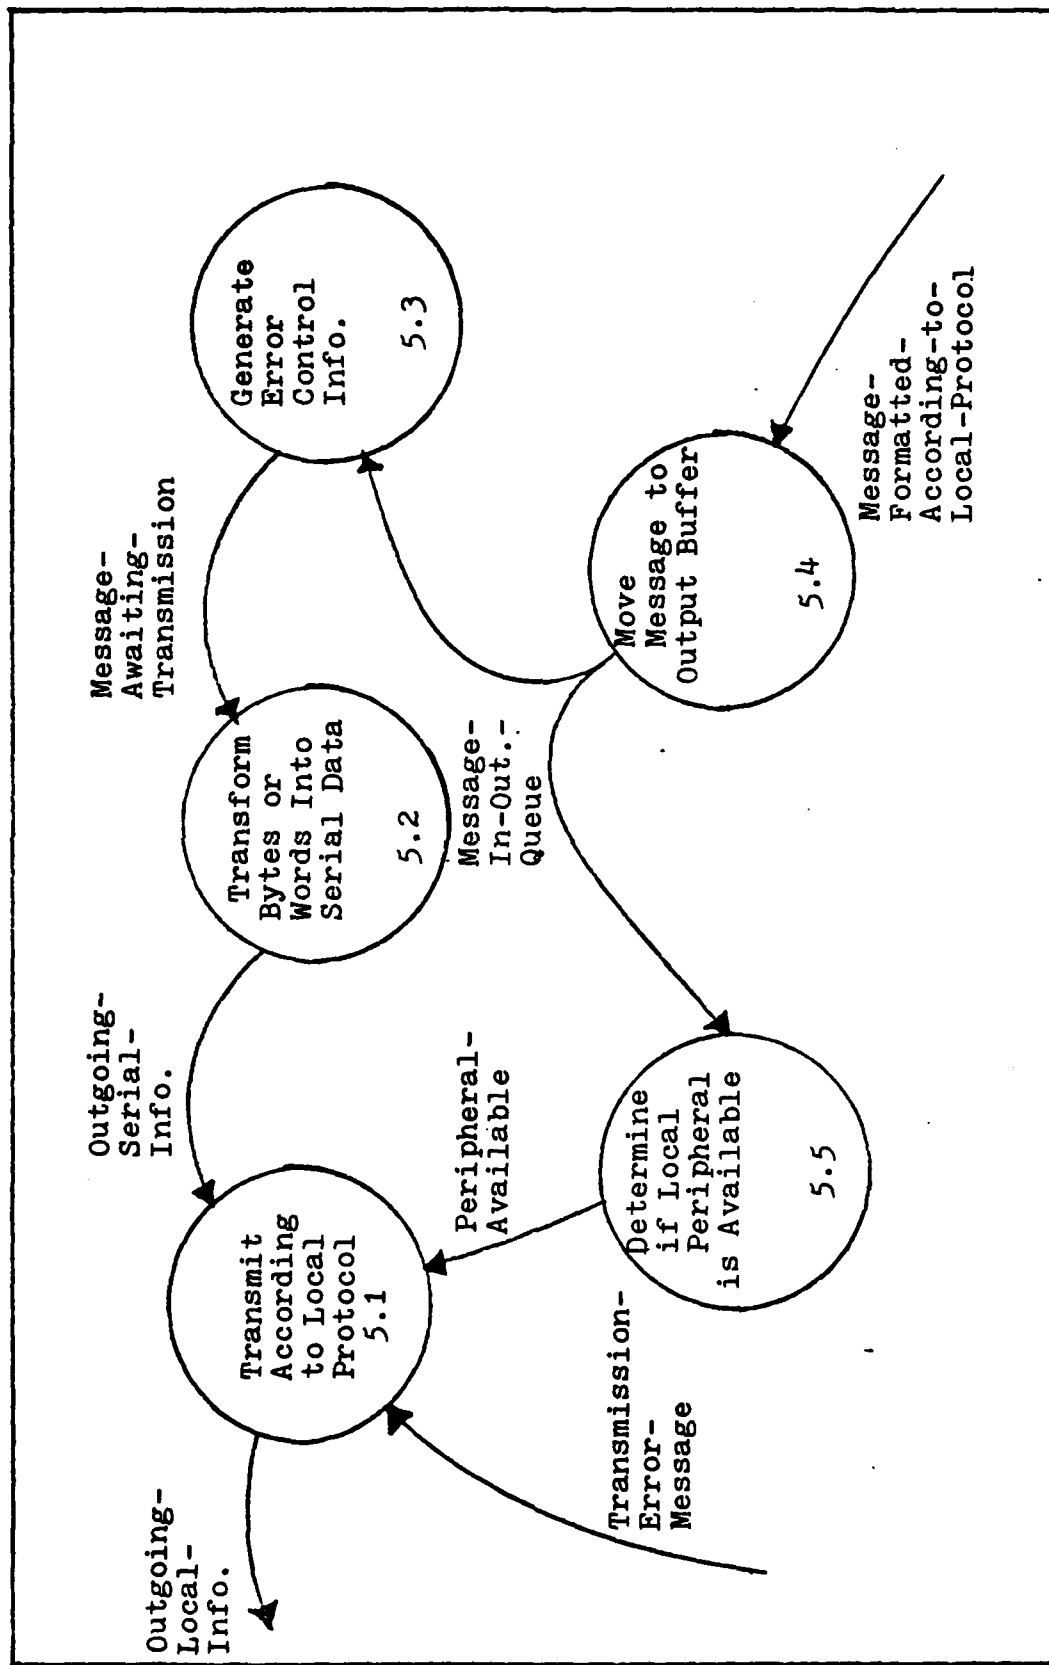 Outgoing-
Local-
Info.
Transmit
According
to Local
Protocol
5.1
Outgoing-
Serial-
Info.
Transform
Bytes or
Words Into
Serial Data
5.2
Message-
Awaiting-
Transmission
Generate
Error
Control
Info.
5.3
Transmission-
Error-
Message
Peripheral-
Available
Determine
if Local
Peripheral
is Available
5.5
Message-
In-Out.-
Queue
Move
Message to
Output Buffer
5.4
Message-
Formatted-
According-to-
Local-Protocol